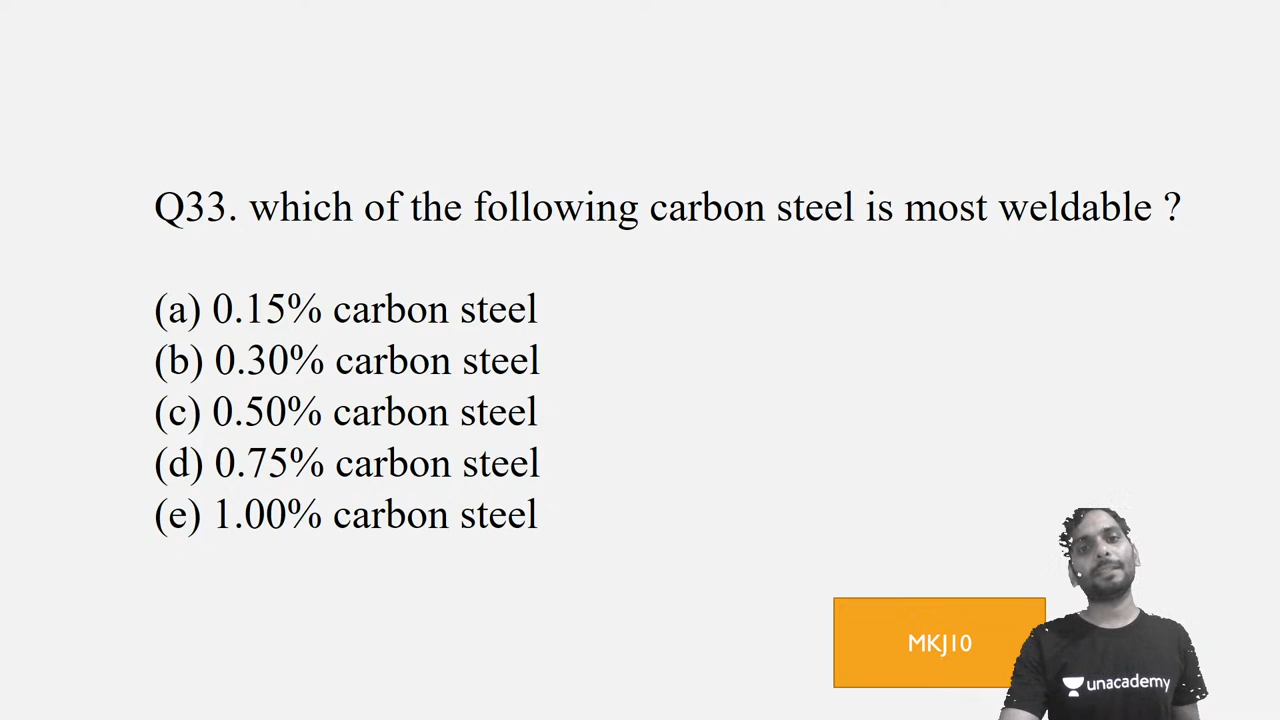 Q33. which of the following carbon steel is most weldable ?
(a) 0.15% carbon steel
(b) 0.30% carbon steel
(c) 0.50% carbon steel
(d) 0.75% carbon steel
(e) 1.00% carbon steel
MKJ10
unacademy